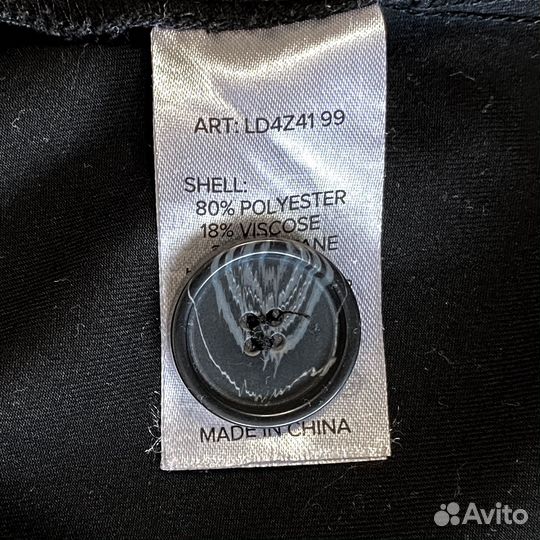 ART: LD4Z41 99
SHELL:
80% POLYESTER
18% VISCOSE
MADE IN CHINA
Avito